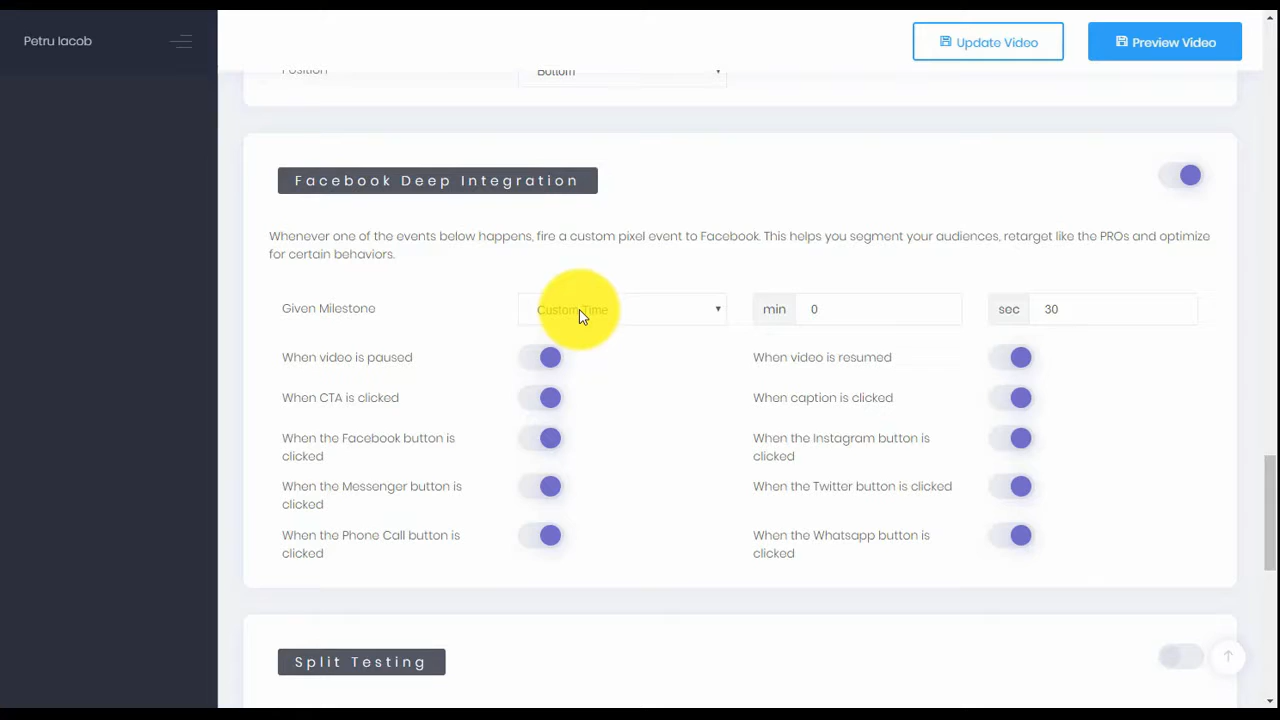 Petru Iacob
Update Video
Preview Video
Position
Bottom
Facebook Deep Integration
Whenever one of the events below happens, fire a custom pixel event to Facebook. This helps you segment your audiences, retarget like the PROs and optimize
for certain behaviors.
Given Milestone
Custom Time
min
0
sec
30
When video is paused
When video is resumed
When CTA is clicked
When caption is clicked
When the Facebook button is
clicked
When the Instagram button is
clicked
When the Messenger button is
clicked
When the Twitter button is clicked
When the Phone Call button is
clicked
When the Whatsapp button is
clicked
Split Testing